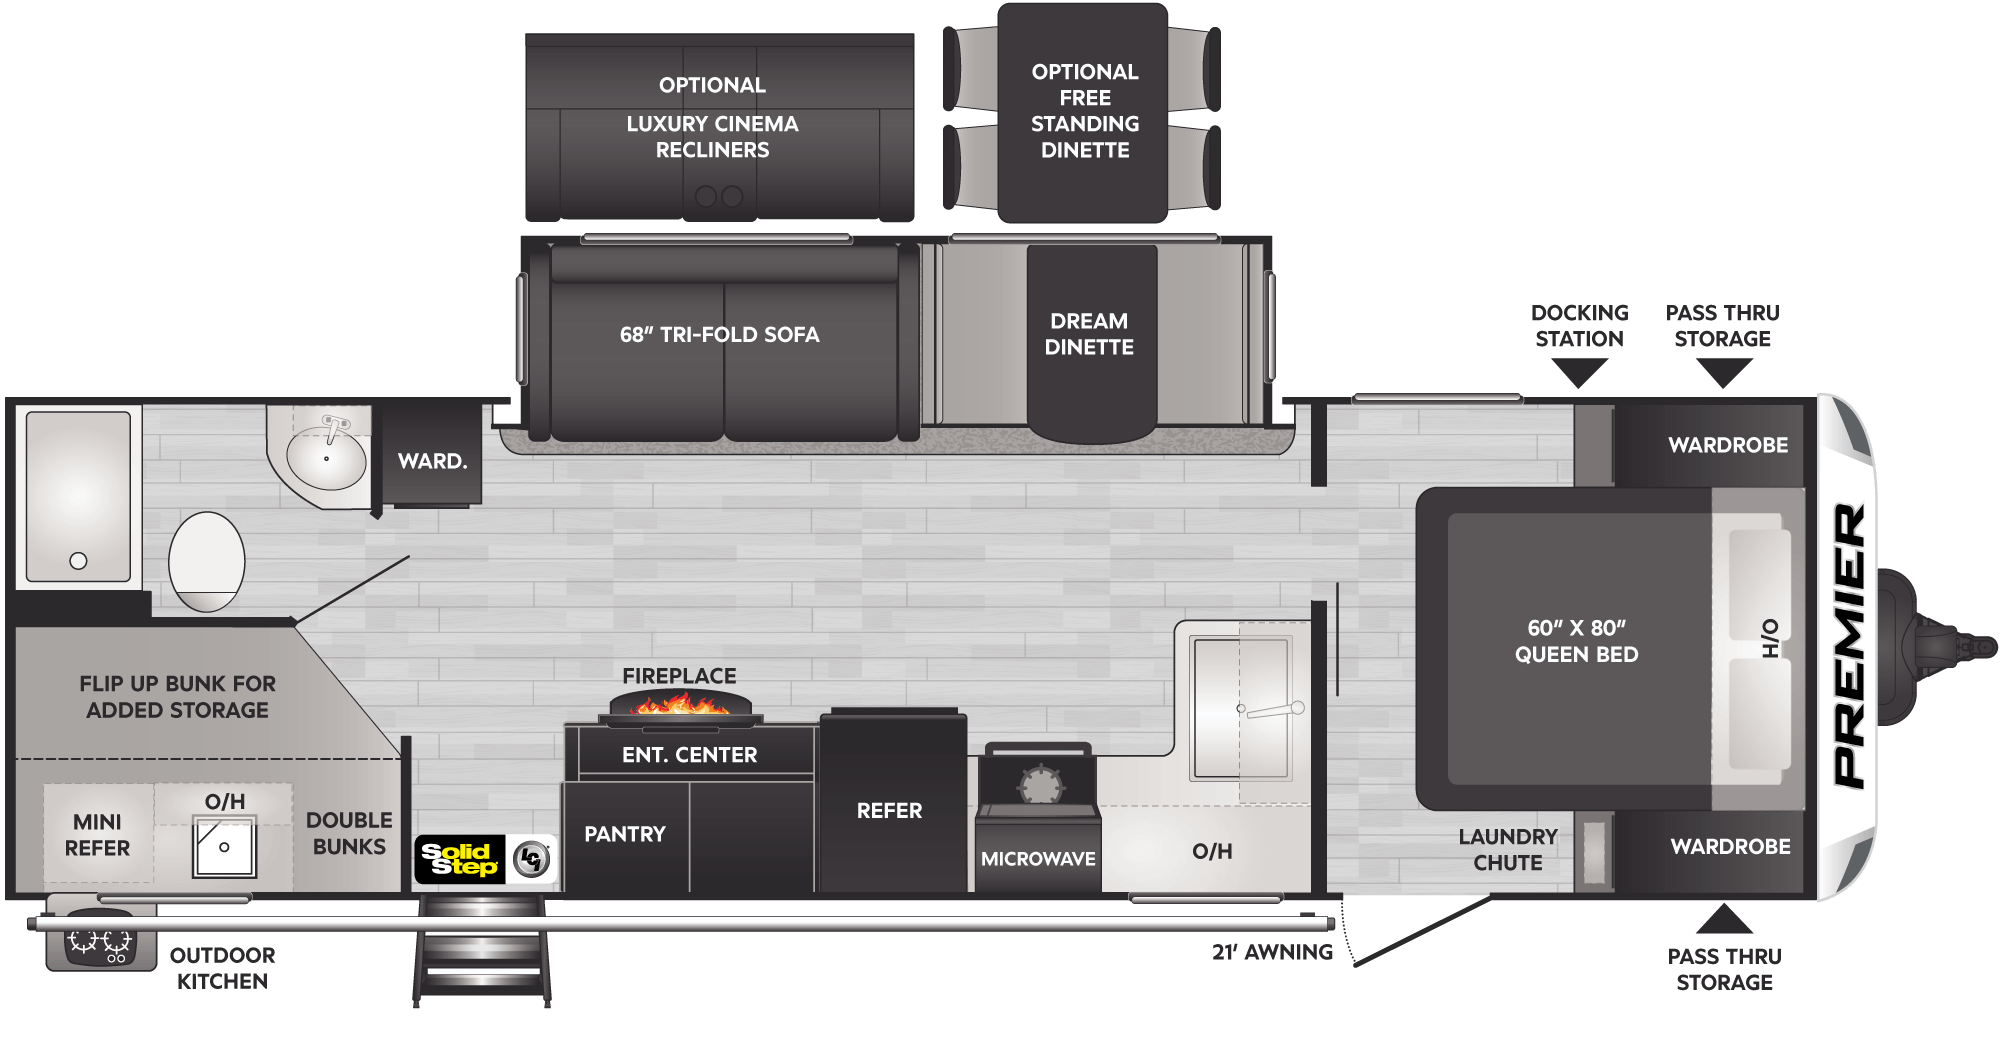 OPTIONAL
LUXURY CINEMA
RECLINERS
OPTIONAL
FREE
STANDING
DINETTE
68" TRI-FOLD SOFA
DREAM
DINETTE
DOCKING
STATION
PASS THRU
STORAGE
WARD.
WARDROBE
60" X 80"
QUEEN BED
H/O
PREMIER
FLIP UP BUNK FOR
ADDED STORAGE
FIREPLACE
ENT. CENTER
PANTRY
REFER
MICROWAVE
O/H
O/H
MINI
REFER
DOUBLE
BUNKS
Solid
Step
LCI
LAUNDRY
CHUTE
WARDROBE
OUTDOOR
KITCHEN
21' AWNING
PASS THRU
STORAGE